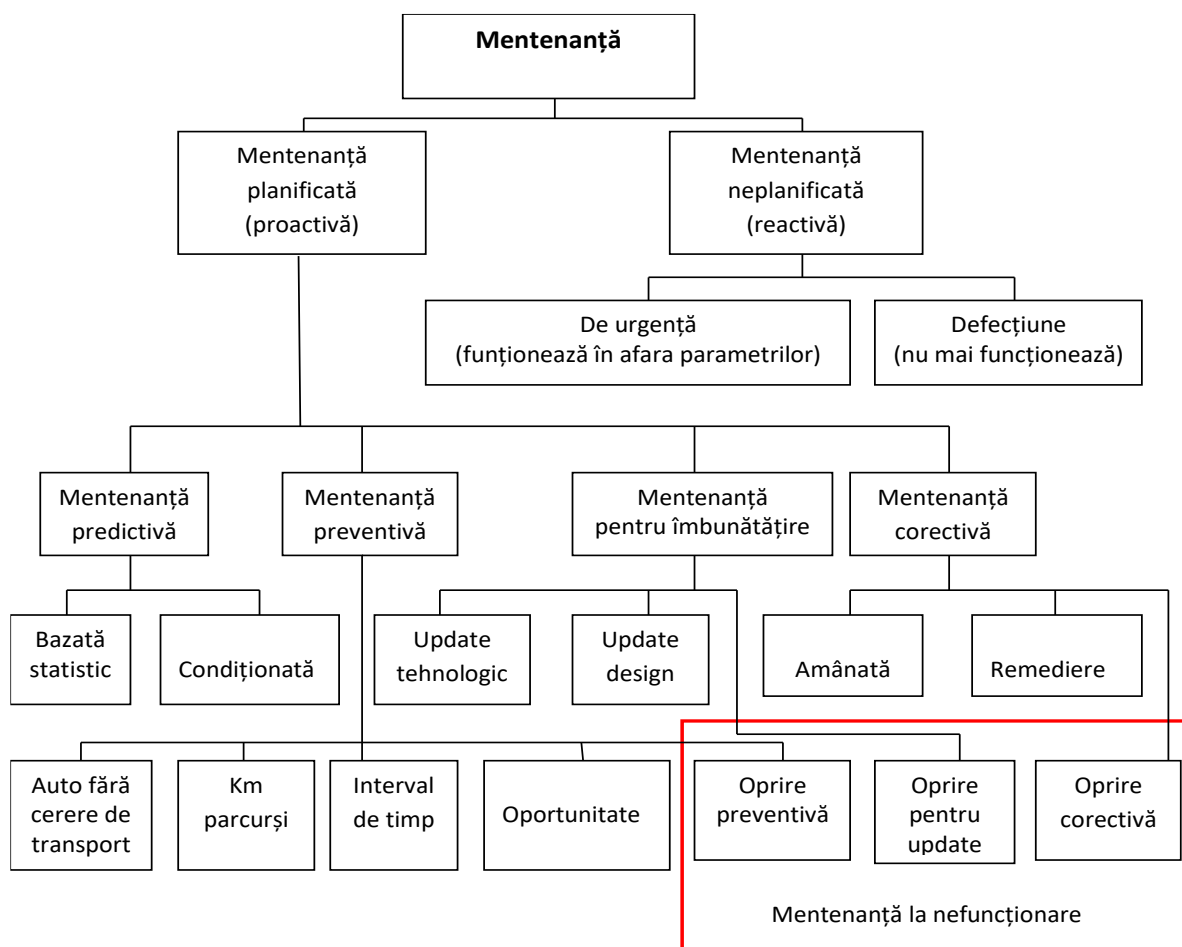 Mentenanță
Mentenanță
planificată
(proactivă)
Mentenanță
neplanificată
(reactivă)
De urgență
(funționează în afara parametrilor)
Defecțiune
(nu mai funcționează)
Mentenanță
predictivă
Mentenanță
preventivă
Mentenanță
pentru îmbunătățire
Mentenanță
corectivă
Bazată
statistic
Condiționată
Update
tehnologic
Update
design
Amânată
Remediere
Auto fără
cerere de
transport
Km
parcurși
Interval
de timp
Oportunitate
Oprire
preventivă
Oprire
pentru
update
Oprire
corectivă
Mentenanță la nefuncționare